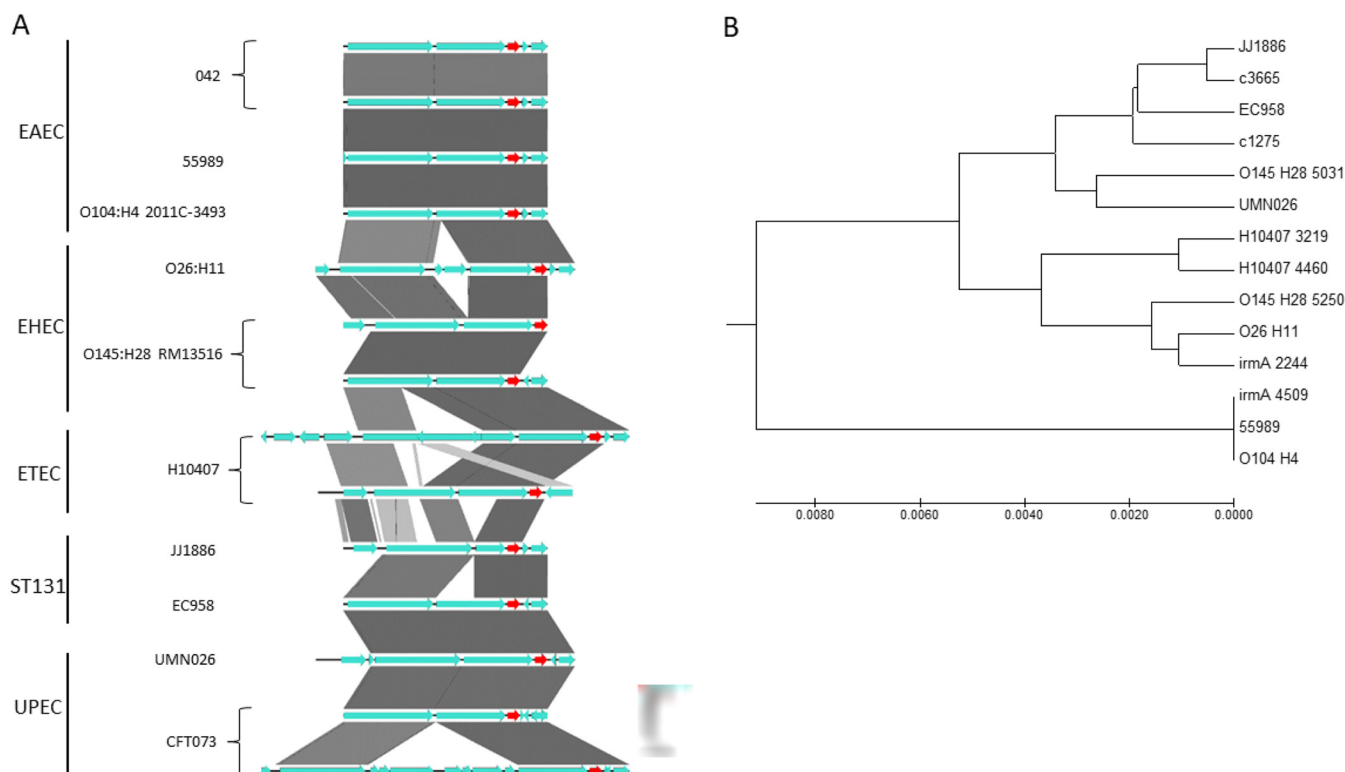 A
042
EAEC
55989
O104:H4 2011C-3493
O26:H11
EHEC
O145:H28 RM13516
ETEC
H10407
JJ1886
ST131
EC958
UMN026
UPEC
CFT073
B
JJ1886
c3665
EC958
c1275
O145 H28 5031
UMN026
H10407 3219
H10407 4460
O145 H28 5250
O26 H11
irmA 2244
irmA 4509
55989
O104 H4
0.0080 0.0060 0.0040 0.0020 0.0000